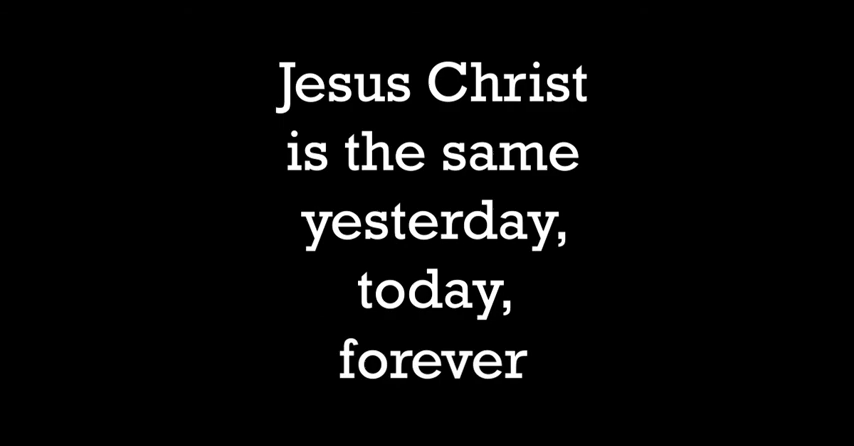 Jesus Christ
is the same
yesterday,
today,
forever